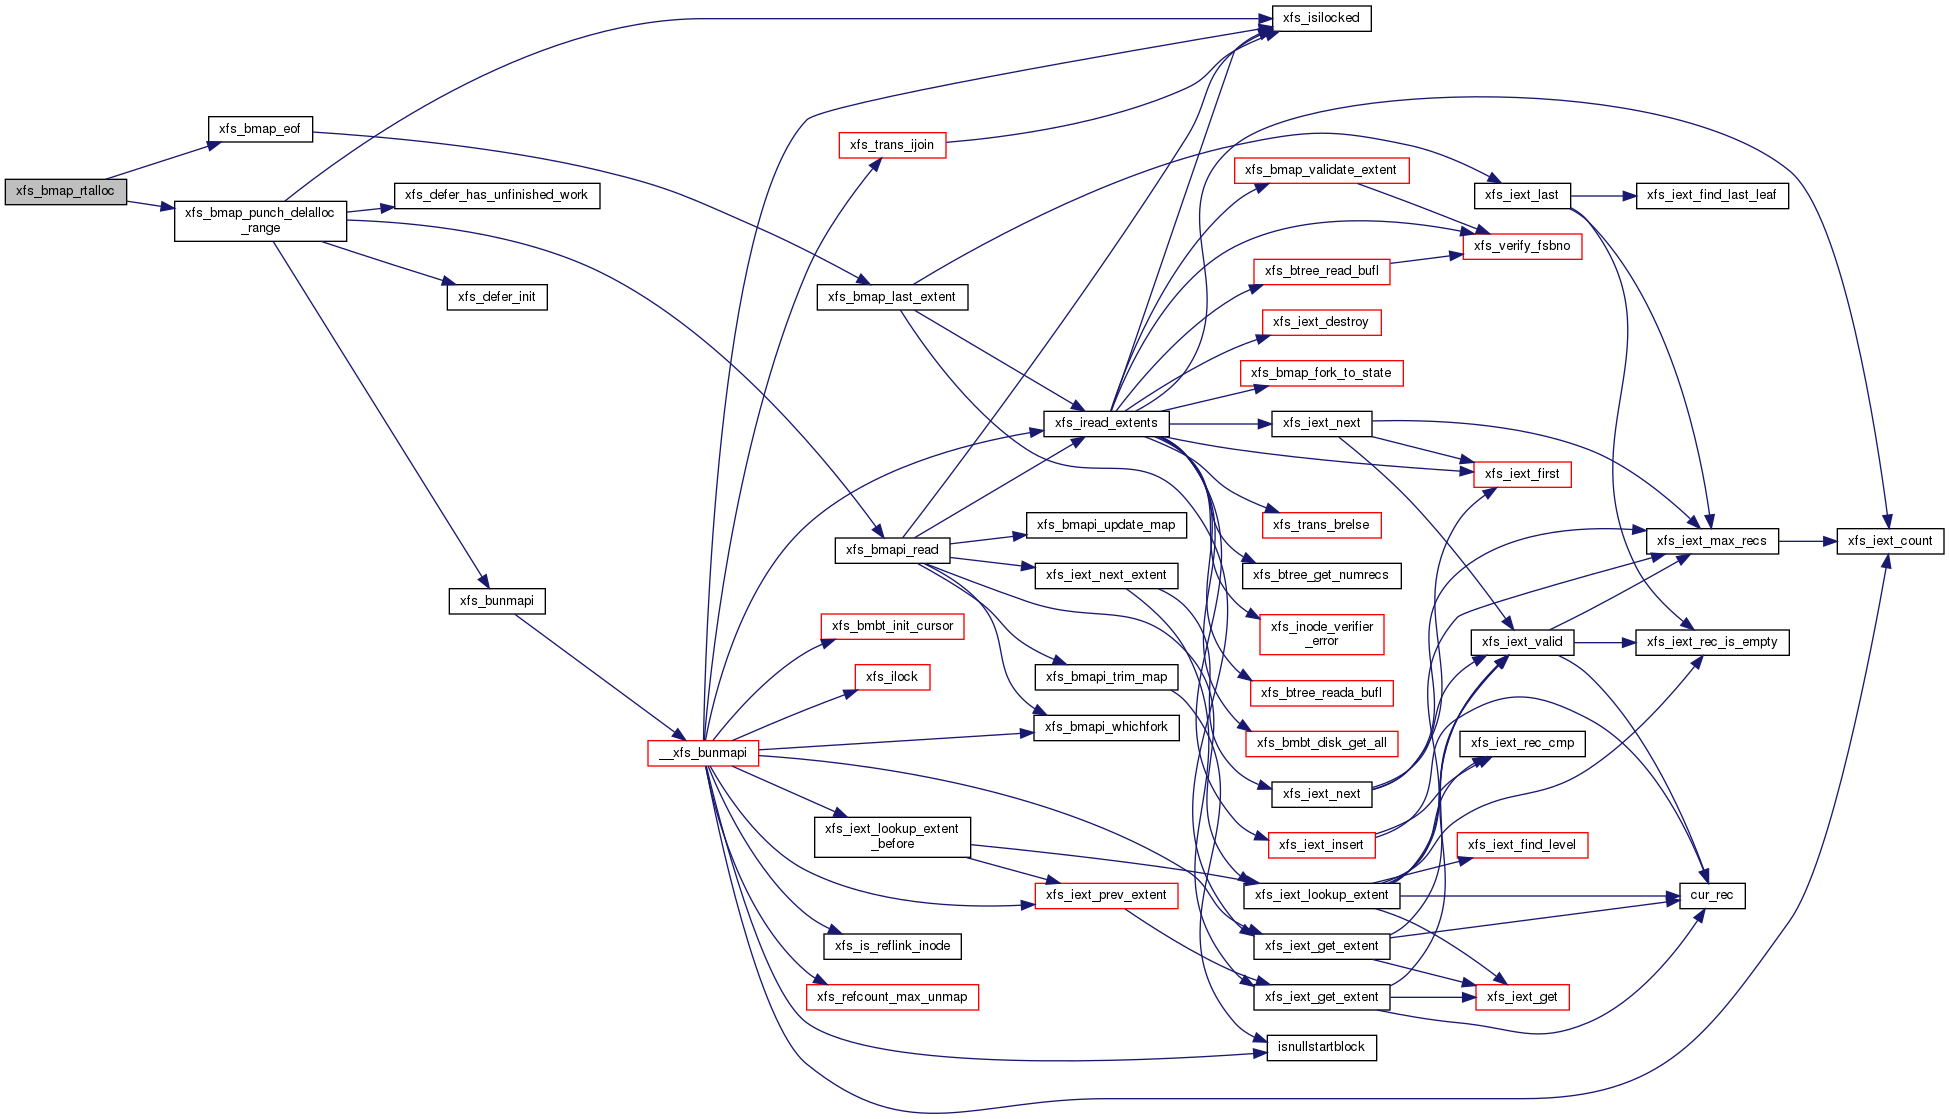 xfs_isilocked
xfs_bmap_eof
xfs_trans_ijoin
xfs_bmap_validate_extent
xfs_bmap_rtalloc
xfs_defer_has_unfinished_work
xfs_iext_last
xfs_iext_find_last_leaf
xfs_bmap_punch_delalloc
_range
xfs_verify_fsbno
xfs_btree_read_bufl
xfs_defer_init
xfs_bmap_last_extent
xfs_iext_destroy
xfs_bmap_fork_to_state
xfs_iread_extents
xfs_iext_next
xfs_iext_first
xfs_bmapi_update_map
xfs_trans_brelse
xfs_bmapi_read
xfs_iext_max_recs
xfs_iext_count
xfs_iext_next_extent
xfs_btree_get_numrecs
xfs_bunmapi
xfs_bmbt_init_cursor
xfs_inode_verifier
_error
xfs_iext_valid
xfs_iext_rec_is_empty
xfs_ilock
xfs_bmapi_trim_map
xfs_btree_reada_bufl
xfs_bmapi_whichfork
__xfs_bunmapi
xfs_bmbt_disk_get_all
xfs_iext_rec_cmp
xfs_iext_next
xfs_iext_lookup_extent
_before
xfs_iext_insert
xfs_iext_find_level
xfs_iext_prev_extent
xfs_iext_lookup_extent
cur_rec
xfs_is_reflink_inode
xfs_iext_get_extent
xfs_refcount_max_unmap
xfs_iext_get_extent
xfs_iext_get
isnullstartblock